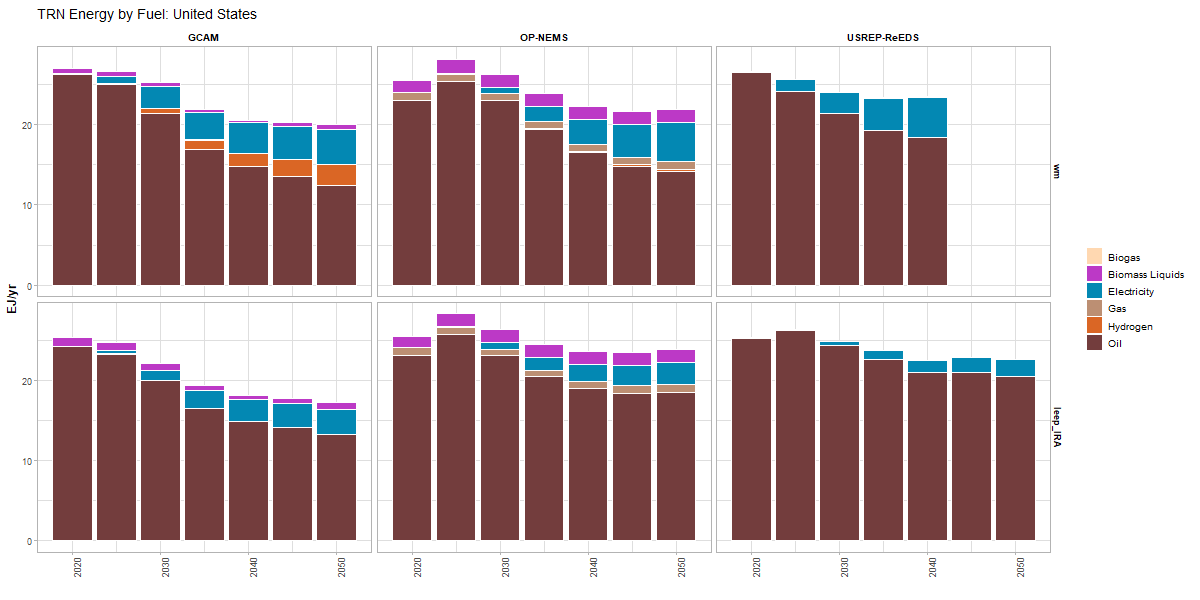 TRN Energy by Fuel: United States
GCAM
OP-NEMS
USREP-ReEDS
20
10
0
wm
EJ/yr
20
10
0
leep_IRA
2020
2030
2040
2050
2020
2030
2040
2050
2020
2030
2040
2050
Biogas
Biomass Liquids
Electricity
Gas
Hydrogen
Oil